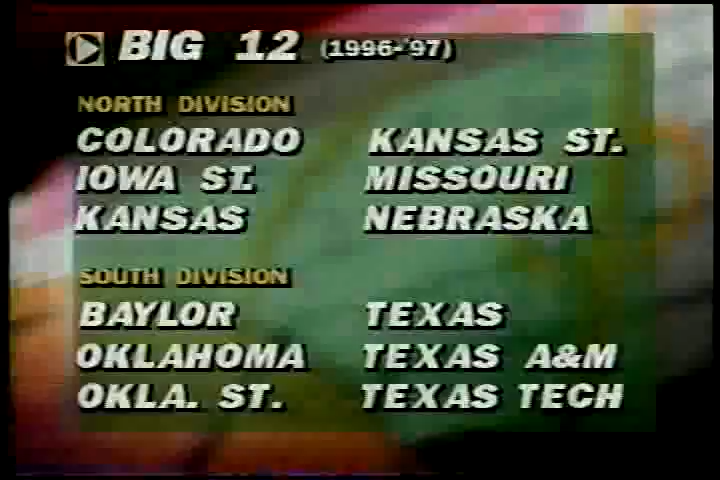 BIG 12 (1996-'97)
NORTH DIVISION
COLORADO KANSAS ST.
IOWA ST. MISSOURI
KANSAS NEBRASKA
SOUTH DIVISION
BAYLOR TEXAS
OKLAHOMA TEXAS A&M
OKLA. ST. TEXAS TECH